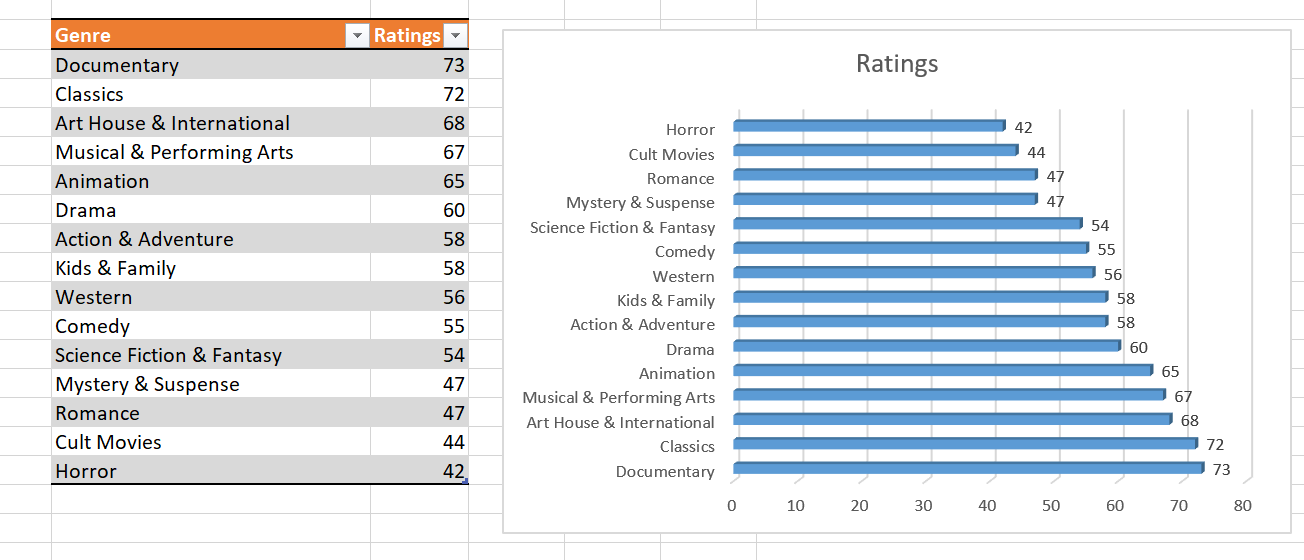 Genre Ratings
Documentary 73
Classics 72
Art House & International 68
Musical & Performing Arts 67
Animation 65
Drama 60
Action & Adventure 58
Kids & Family 58
Western 56
Comedy 55
Science Fiction & Fantasy 54
Mystery & Suspense 47
Romance 47
Cult Movies 44
Horror 42
Ratings
Horror 42
Cult Movies 44
Romance 47
Mystery & Suspense 47
Science Fiction & Fantasy 54
Comedy 55
Western 56
Kids & Family 58
Action & Adventure 58
Drama 60
Animation 65
Musical & Performing Arts 67
Art House & International 68
Classics 72
Documentary 73
0 10 20 30 40 50 60 70 80